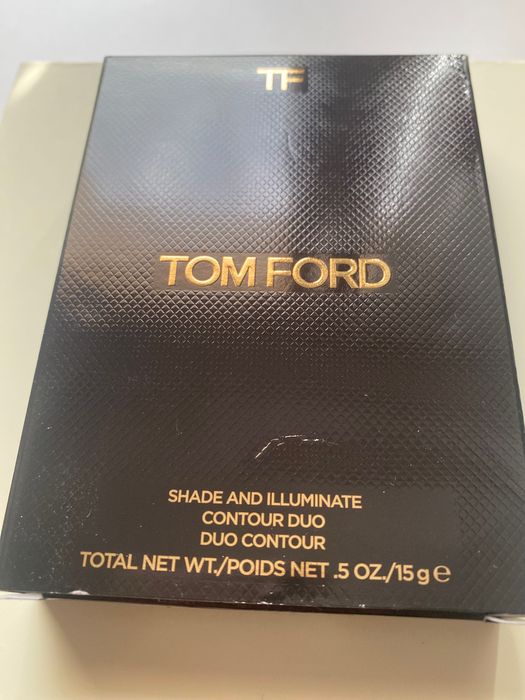 TF
TOM FORD
SHADE AND ILLUMINATE
CONTOUR DUO
DUO CONTOUR
TOTAL NET WT./POIDS NET .5 OZ./15 g ℮